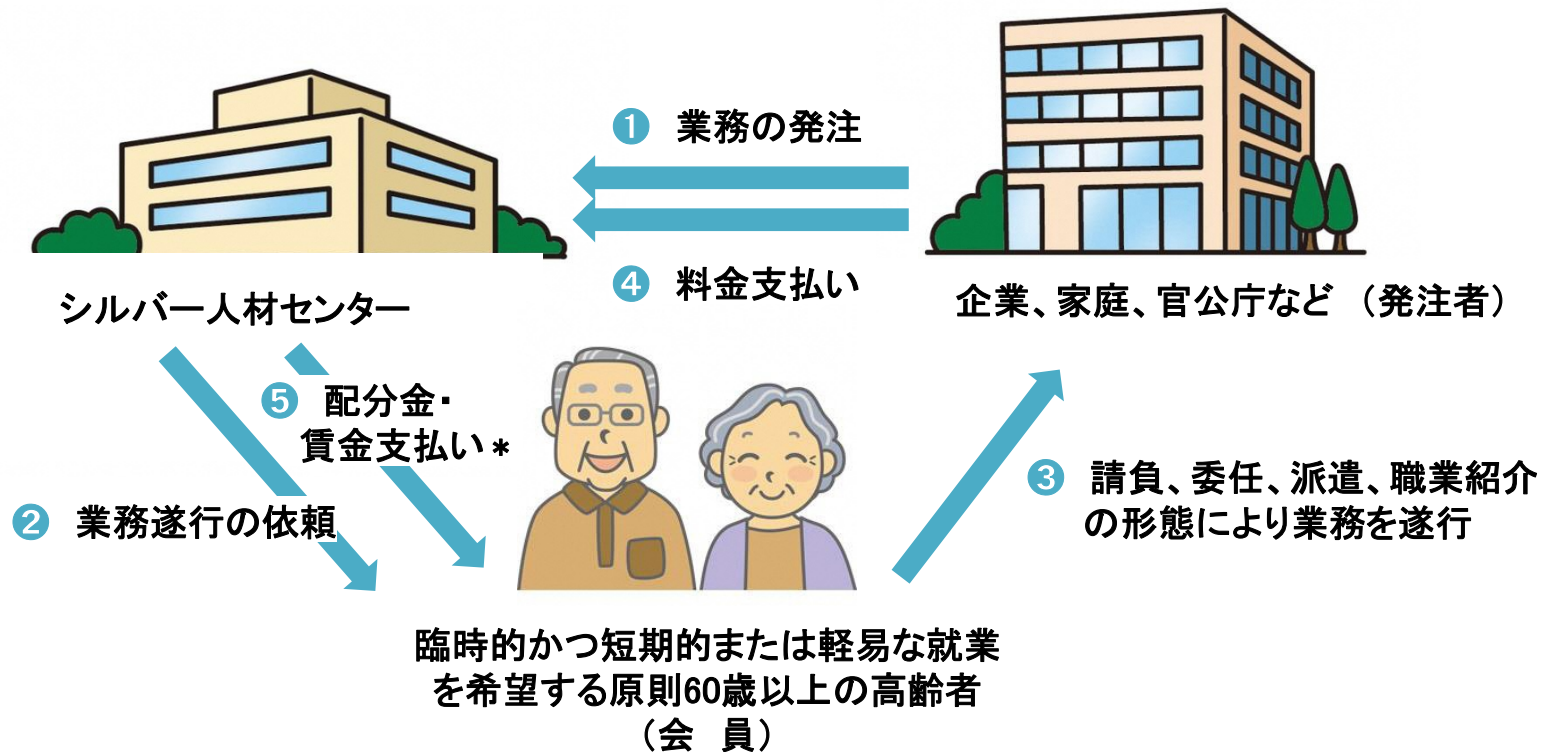 ❶ 業務の発注
❹ 料金支払い
シルバー人材センター
企業、家庭、官公庁など （発注者）
❺ 配分金・
賃金支払い＊
❷ 業務遂行の依頼
❸ 請負、委任、派遣、職業紹介
の形態により業務を遂行
臨時的かつ短期的または軽易な就業
を希望する原則60歳以上の高齢者
（会 員）